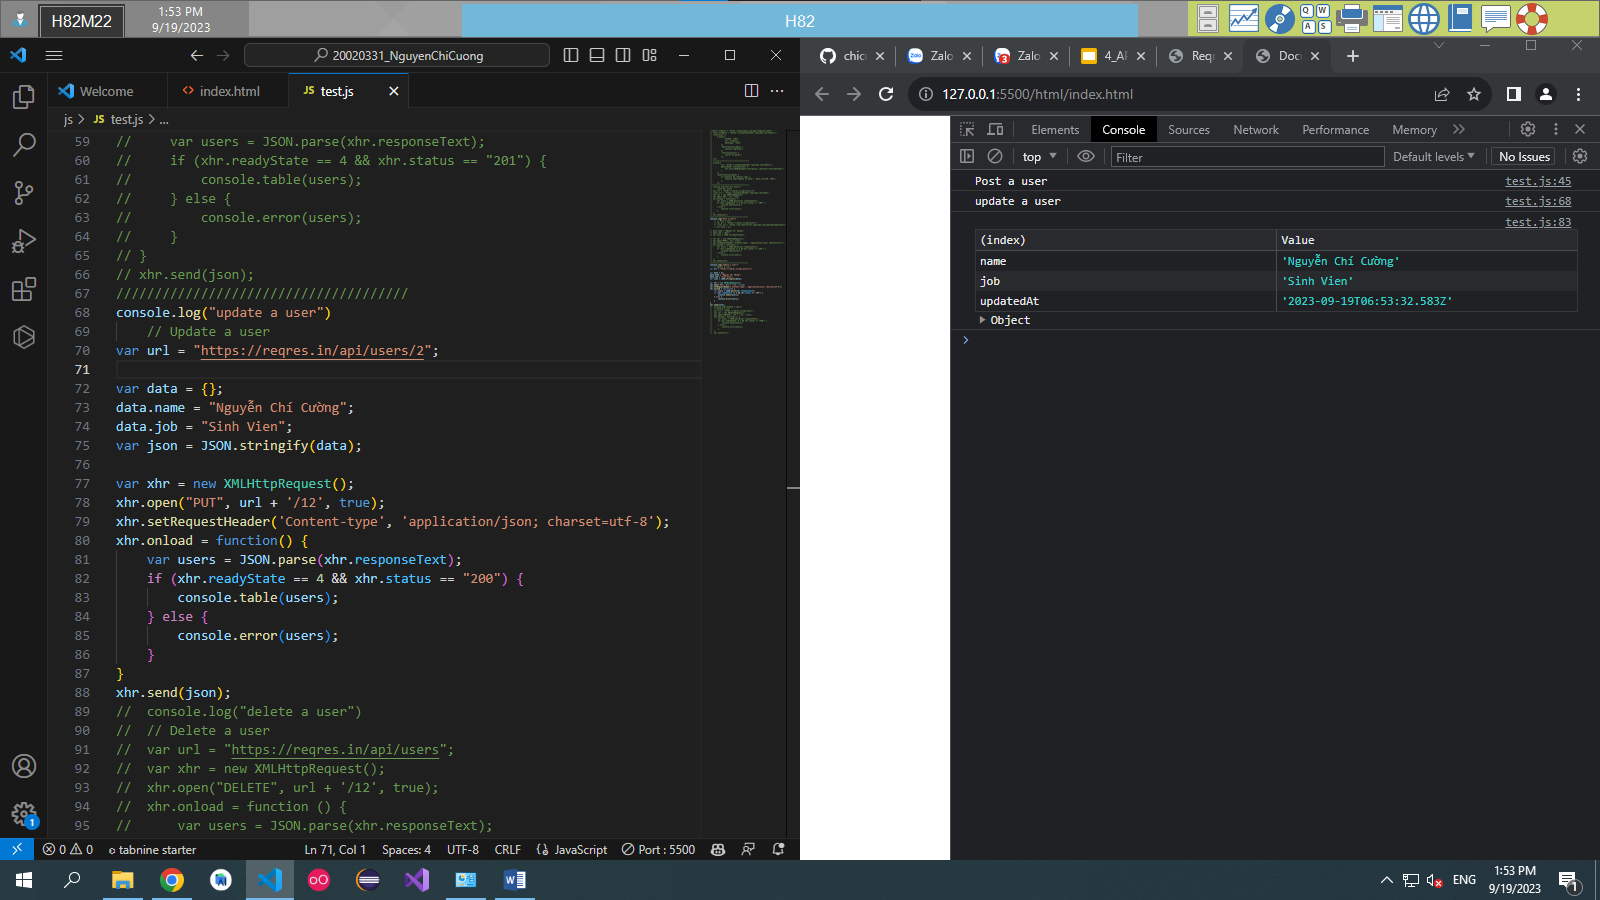 H82M22
1:53 PM
9/19/2023
H82
20020331_NguyenChiCuong
Welcome
index.html
JS test.js
js > JS test.js > ...
59 //     var users = JSON.parse(xhr.responseText);
60 //     if (xhr.readyState == 4 && xhr.status == "201") {
61 //         console.table(users);
62 //     } else {
63 //         console.error(users);
64 //     }
65 // }
66 // xhr.send(json);
67 //////////////////////////////////////
68 console.log("update a user")
69     // Update a user
70 var url = "https://reqres.in/api/users/2";
71
72 var data = {};
73 data.name = "Nguyễn Chí Cường";
74 data.job = "Sinh Vien";
75 var json = JSON.stringify(data);
76
77 var xhr = new XMLHttpRequest();
78 xhr.open("PUT", url + '/12', true);
79 xhr.setRequestHeader('Content-type', 'application/json; charset=utf-8');
80 xhr.onload = function() {
81     var users = JSON.parse(xhr.responseText);
82     if (xhr.readyState == 4 && xhr.status == "200") {
83         console.table(users);
84     } else {
85         console.error(users);
86     }
87 }
88 xhr.send(json);
89 //  console.log("delete a user")
90 //  // Delete a user
91 //  var url = "https://reqres.in/api/users";
92 //  var xhr = new XMLHttpRequest();
93 //  xhr.open("DELETE", url + '/12', true);
94 //  xhr.onload = function () {
95 //      var users = JSON.parse(xhr.responseText);
0 0 tabnine starter Ln 71, Col 1 Spaces: 4 UTF-8 CRLF JavaScript Port : 5500
Q W A S
chic Zalo Zalo 4_AP Req Doc
127.0.0.1:5500/html/index.html
Elements Console Sources Network Performance Memory
top Filter Default levels No Issues
Post a user test.js:45
update a user test.js:68
test.js:83
(index) Value
name 'Nguyễn Chí Cường'
job 'Sinh Vien'
updatedAt '2023-09-19T06:53:32.583Z'
Object
ENG
1:53 PM
9/19/2023
1